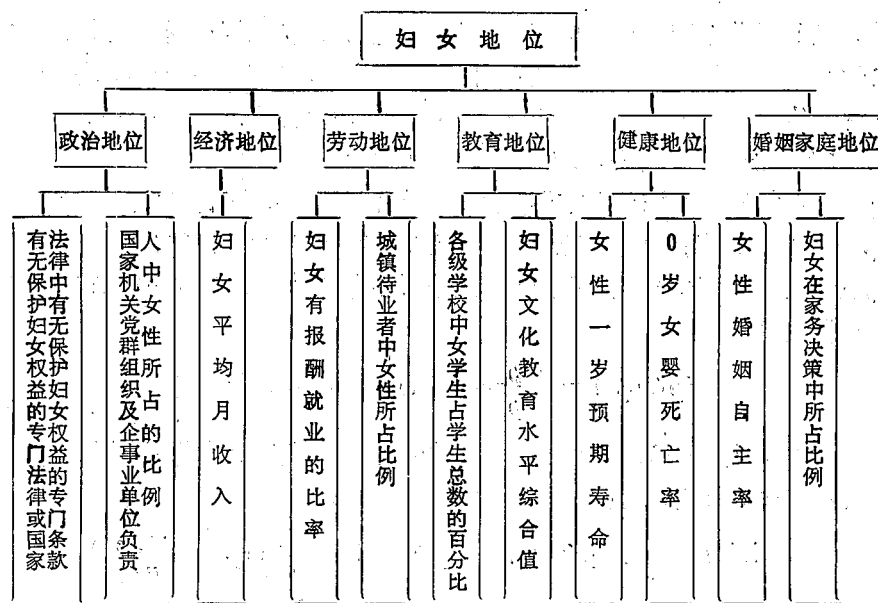 妇女地位
政治地位
经济地位
劳动地位
教育地位
健康地位
婚姻家庭地位
有无保护妇女权益的专门法律或国家
法律中有无保护妇女权益的专门条款
国家机关党群组织及企事业单位负责
人中女性所占的比例
妇女平均月收入
妇女有报酬就业的比率
城镇待业者中女性所占比例
各级学校中女学生占学生总数的百分比
妇女文化教育水平综合值
女性一岁预期寿命
0岁女婴死亡率
女性婚姻自主率
妇女在家务决策中所占比例